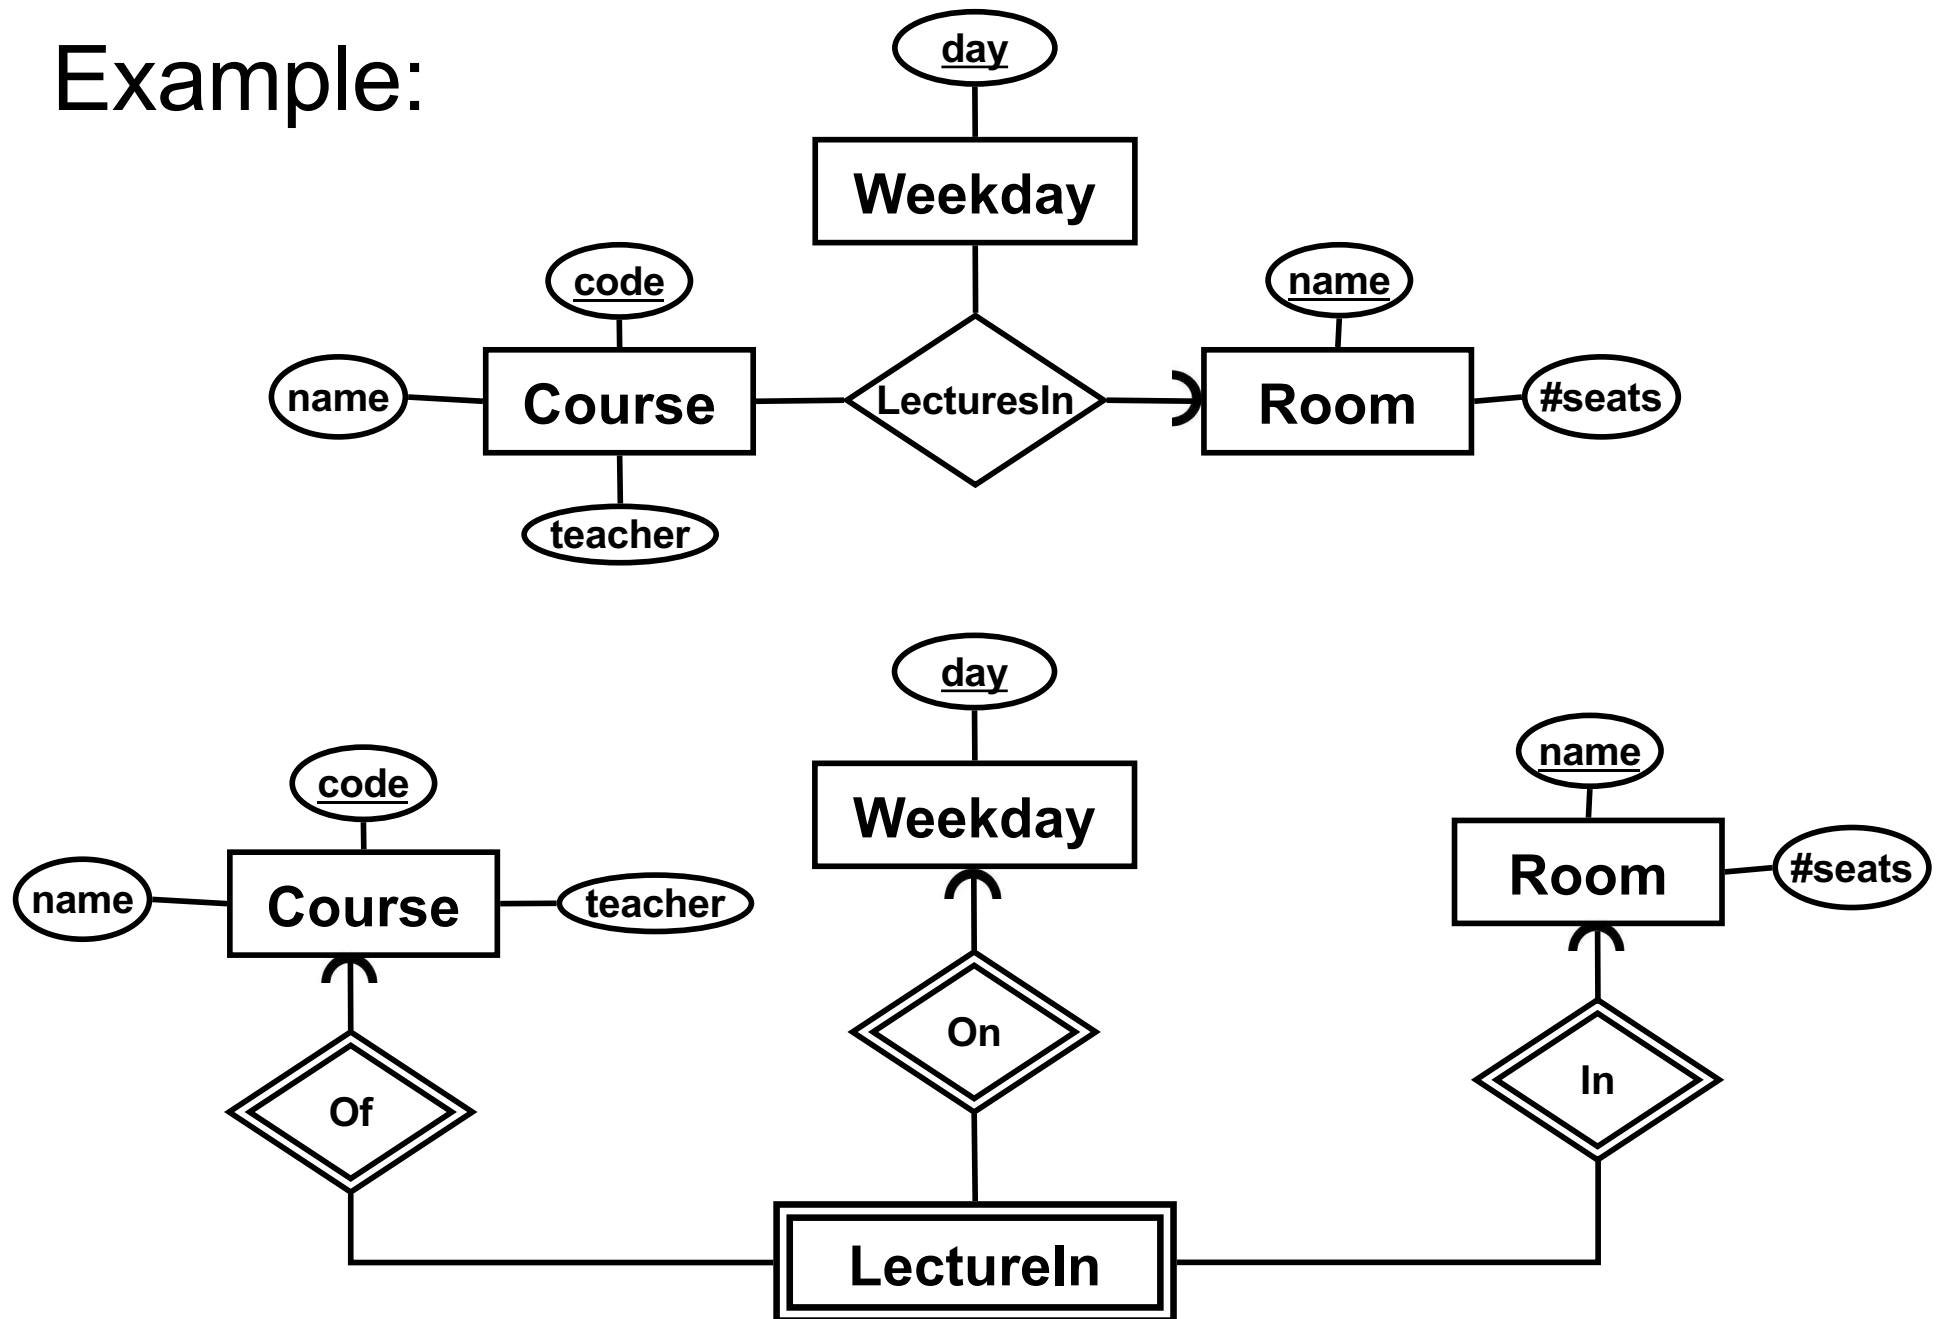 Example:
day
Weekday
code
name
name
Course
LecturesIn
Room
#seats
teacher
day
name
code
Weekday
Room
#seats
name
Course
teacher
On
In
Of
LectureIn